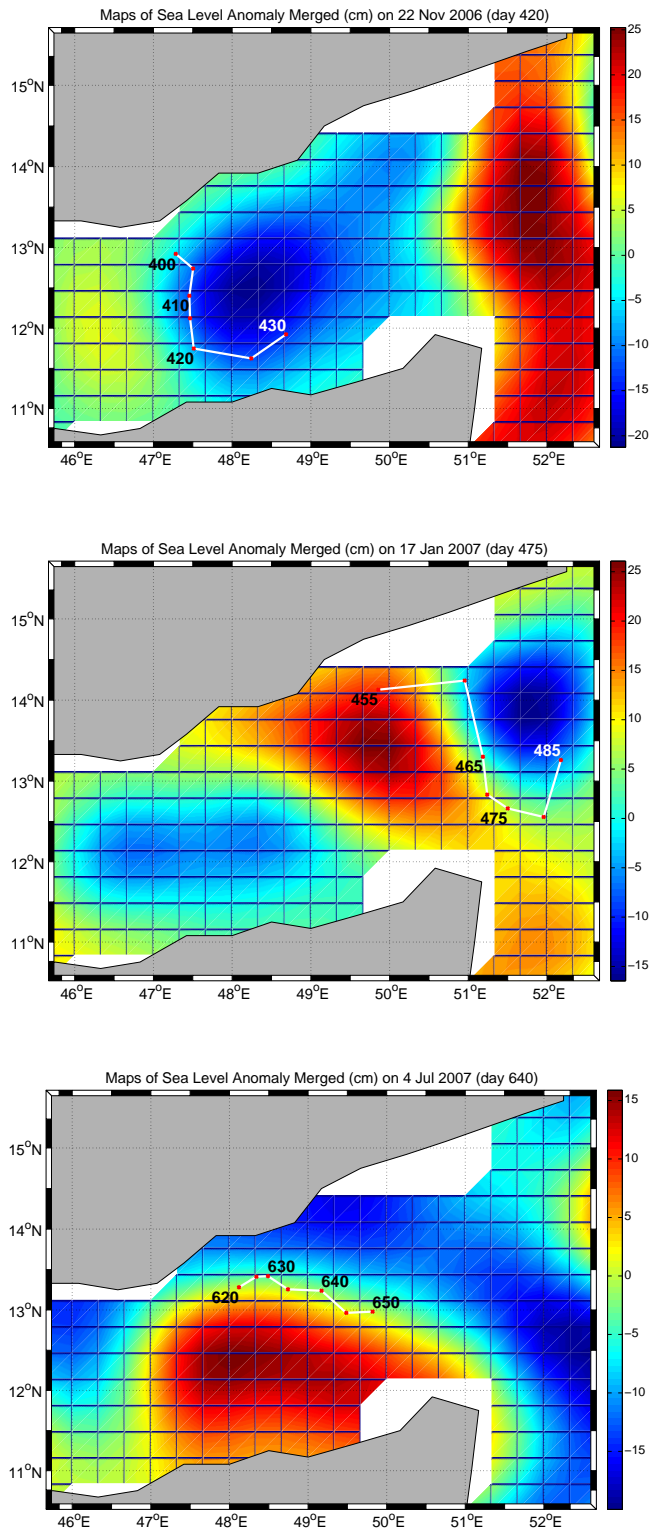 Maps of Sea Level Anomaly Merged (cm) on 22 Nov 2006 (day 420)
25
20
15
10
5
0
−5
−10
−15
−20
15°N
14°N
13°N
12°N
11°N
400
410
420
430
46°E 47°E 48°E 49°E 50°E 51°E 52°E
Maps of Sea Level Anomaly Merged (cm) on 17 Jan 2007 (day 475)
25
20
15
10
5
0
−5
−10
−15
15°N
14°N
13°N
12°N
11°N
455
465
475
485
46°E 47°E 48°E 49°E 50°E 51°E 52°E
Maps of Sea Level Anomaly Merged (cm) on 4 Jul 2007 (day 640)
15
10
5
0
−5
−10
−15
15°N
14°N
13°N
12°N
11°N
620
630
640
650
46°E 47°E 48°E 49°E 50°E 51°E 52°E